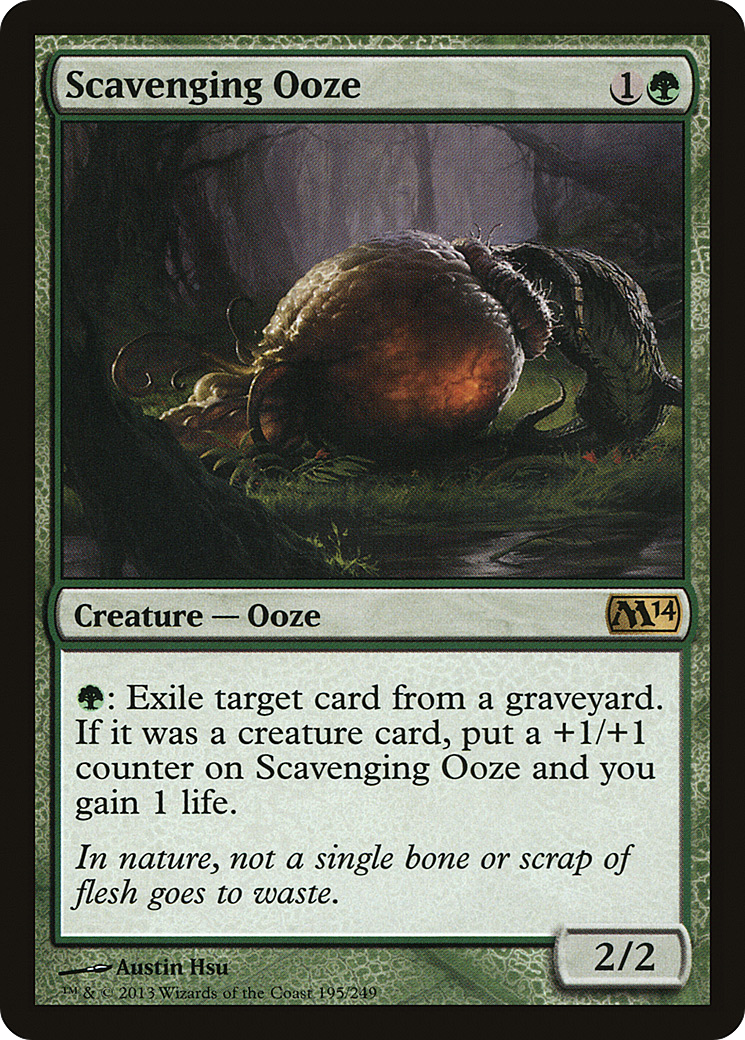 Scavenging Ooze 1
Creature — Ooze M14
: Exile target card from a graveyard.
If it was a creature card, put a +1/+1
counter on Scavenging Ooze and you
gain 1 life.
In nature, not a single bone or scrap of
flesh goes to waste.
2/2
Austin Hsu
™ & © 2013 Wizards of the Coast 195/249